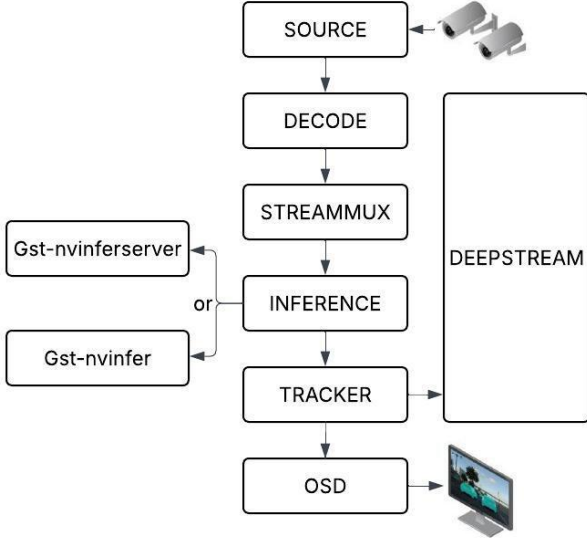 SOURCE
DECODE
STREAMMUX
DEEPSTREAM
Gst-nvinferserver
or
INFERENCE
Gst-nvinfer
TRACKER
OSD